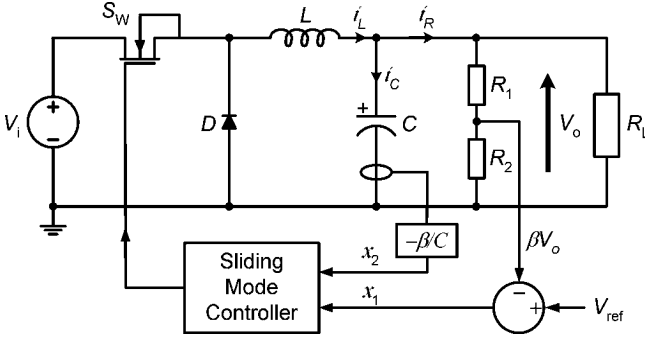 S_W
L
i_L
i_R
i_C
R_1
+
C
D
V_i
+
−
R_2
V_o
R_L
−β/C
βV_o
x_2
x_1
Sliding
Mode
Controller
−
+
V_ref